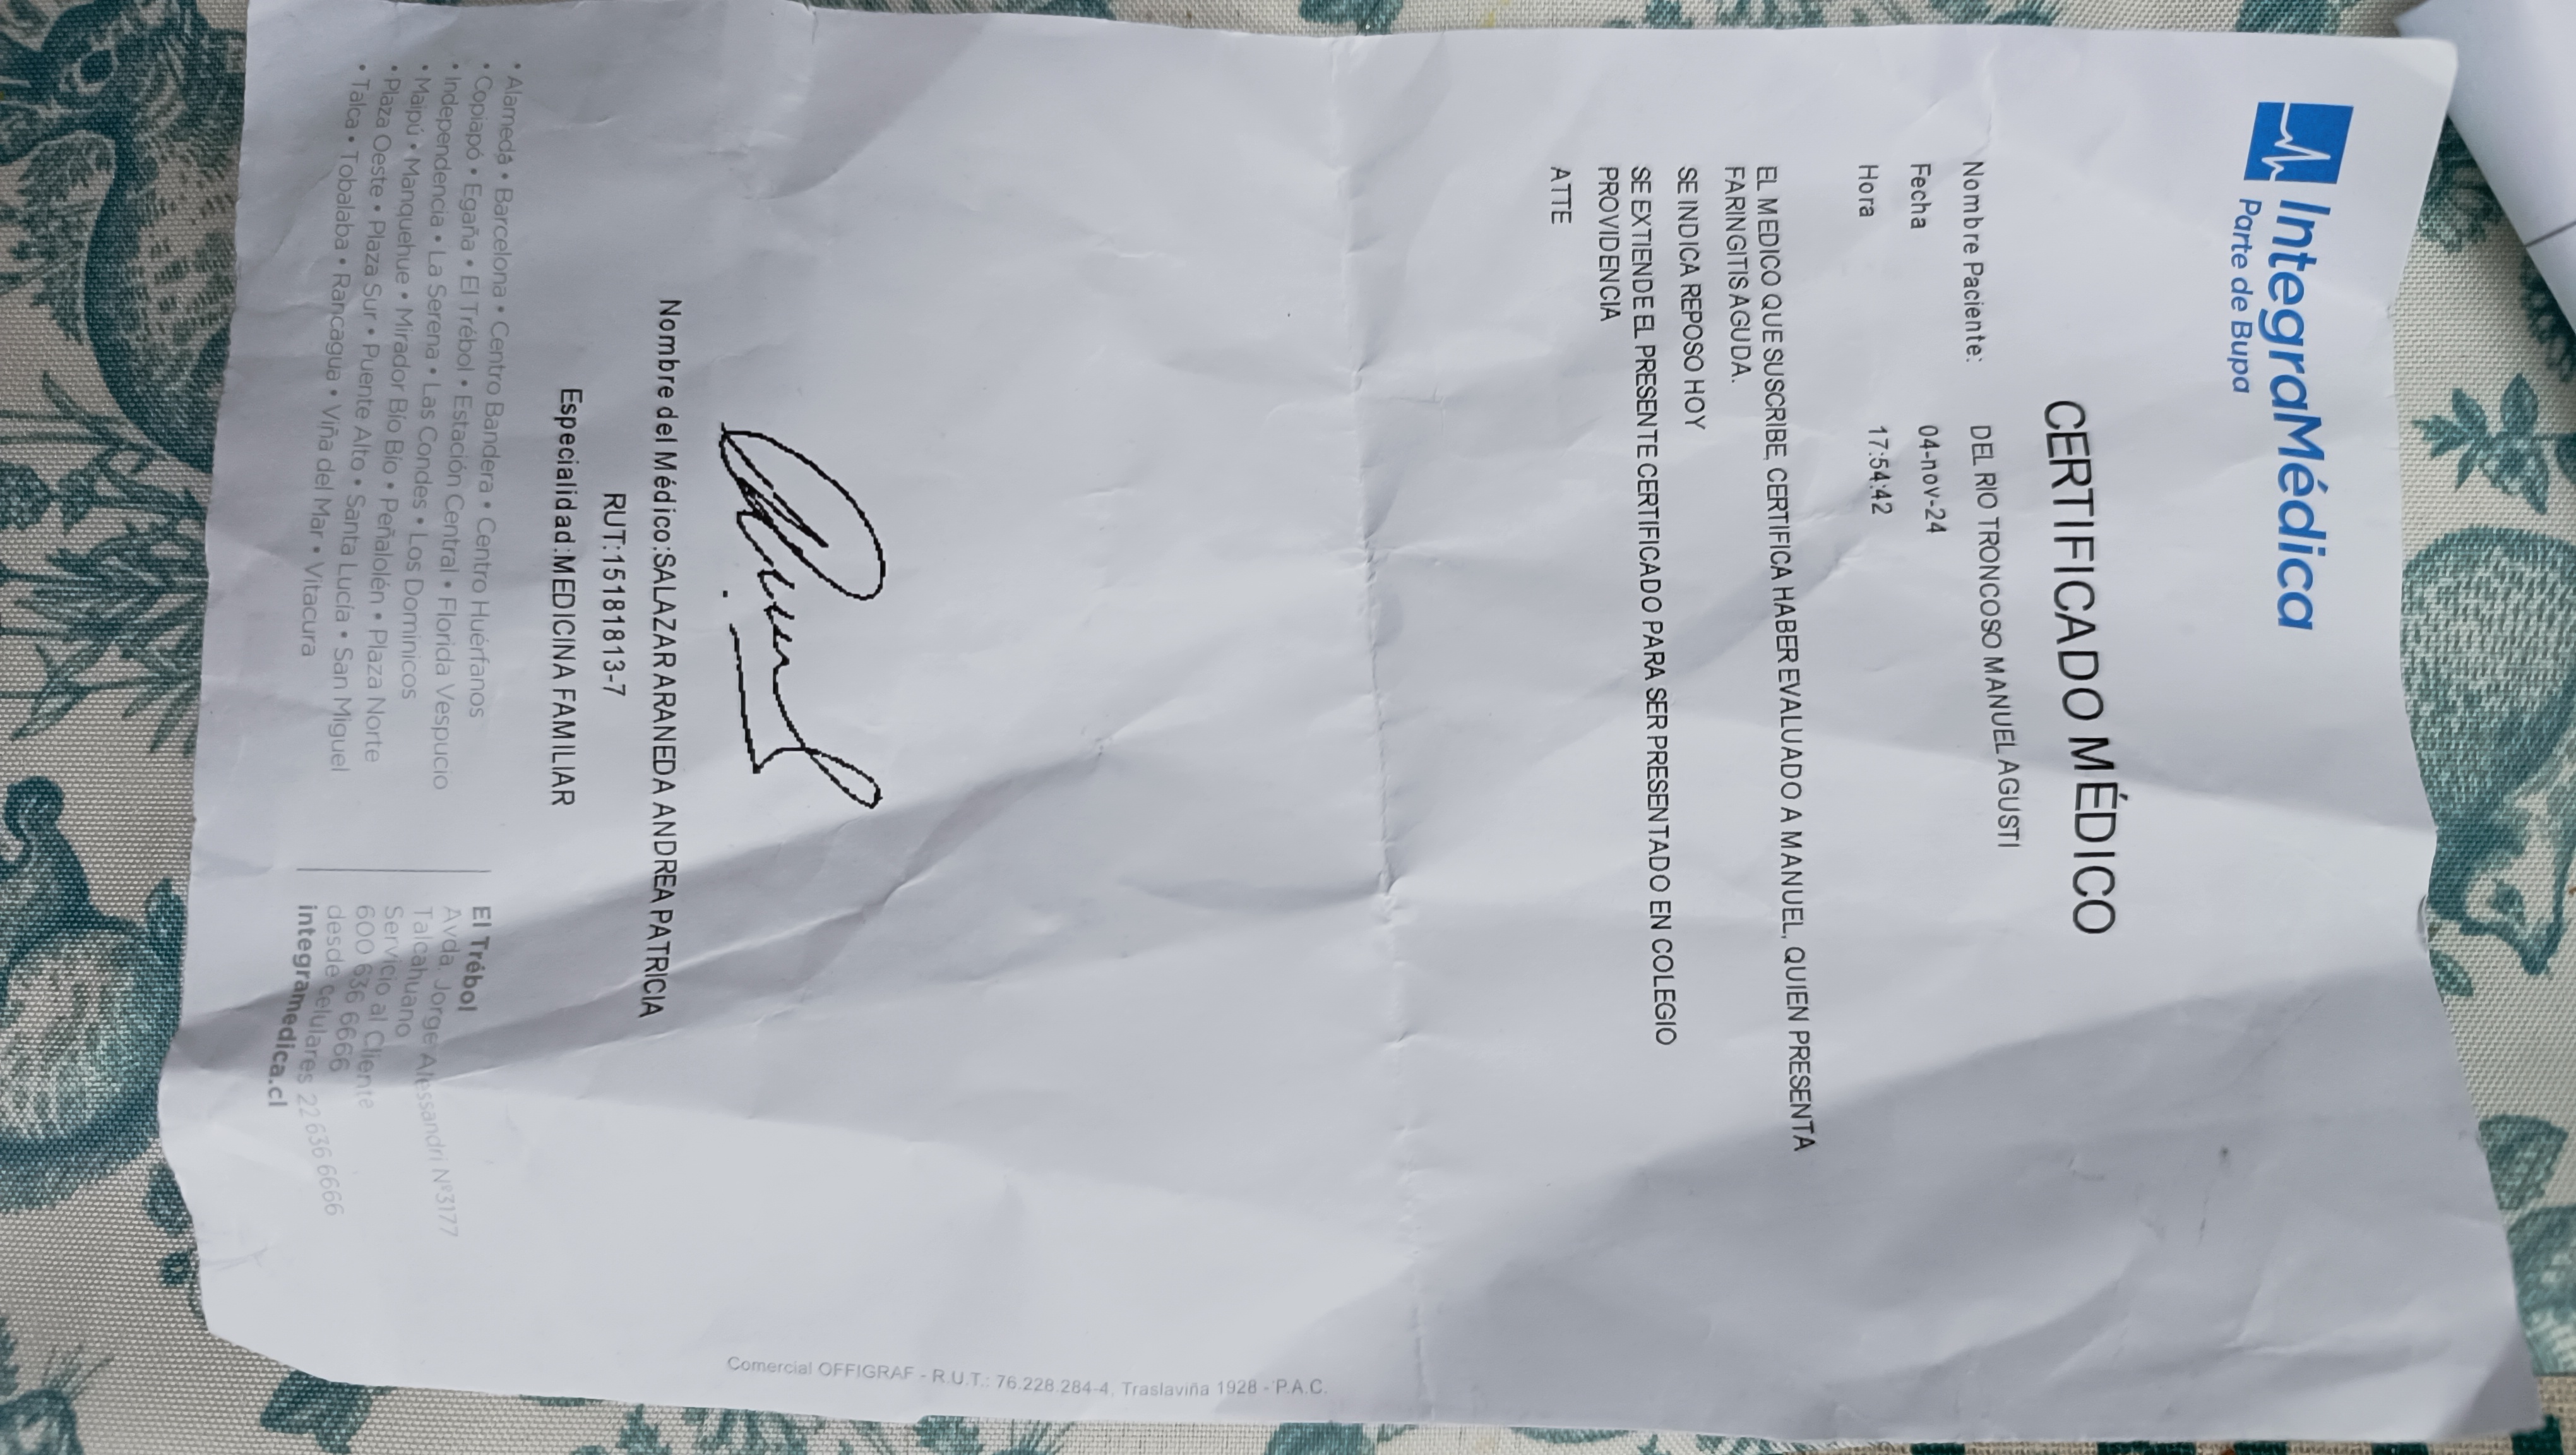 IntegraMédica
Parte de Bupa
CERTIFICADO MÉDICO
Nombre Paciente: DEL RIO TRONCOSO MANUEL AGUSTI
Fecha 04-nov-24
Hora 17:54:42
EL MEDICO QUE SUSCRIBE, CERTIFICA HABER EVALUADO A MANUEL, QUIEN PRESENTA
FARINGITIS AGUDA.
SE INDICA REPOSO HOY
SE EXTIENDE EL PRESENTE CERTIFICADO PARA SER PRESENTADO EN COLEGIO
PROVIDENCIA
ATTE
Nombre del Médico:SALAZAR ARANEDA ANDREA PATRICIA
RUT:15181813-7
Especialidad:MEDICINA FAMILIAR
• Alameda • Barcelona • Centro Bandera • Centro Huérfanos
• Copiapó • Egaña • El Trébol • Estación Central • Florida Vespucio
• Independencia • La Serena • Las Condes • Los Dominicos
• Maipú • Manquehue • Mirador Bío Bío • Peñalolén • Plaza Norte
• Plaza Oeste • Plaza Sur • Puente Alto • Santa Lucía • San Miguel
• Talca • Tobalaba • Rancagua • Viña del Mar • Vitacura
El Trébol
Avda. Jorge Alessandri Nº3177
Talcahuano
Servicio al Cliente
600 636 6666
desde celulares 22 636 6666
integramedica.cl
Comercial OFFIGRAF - R.U.T.: 76.228.284-4, Traslaviña 1928 - P.A.C.